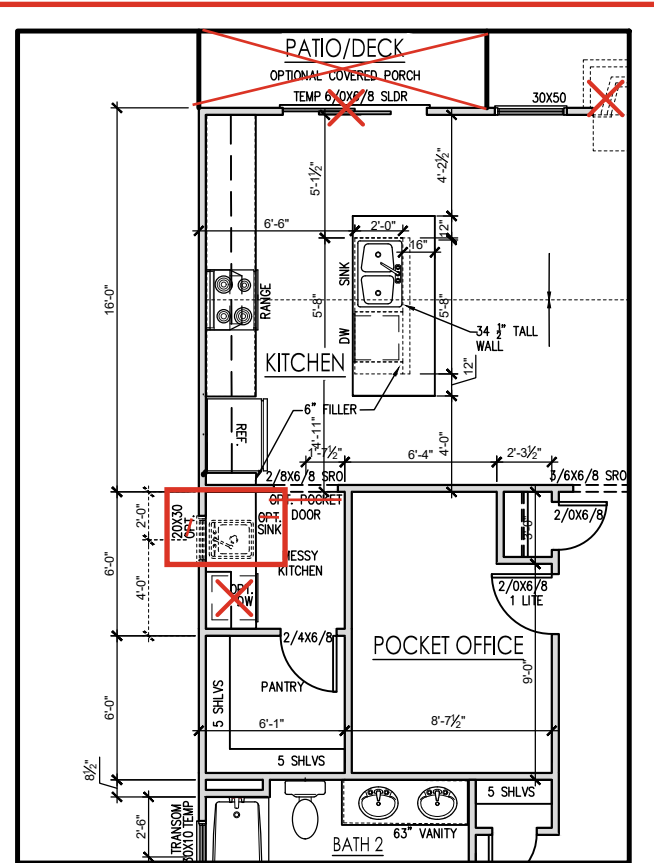 PATIO/DECK
OPTIONAL COVERED PORCH
TEMP 6/0X6/8 SLDR
30X50
16'-0"
5'-1½"
4'-2½"
6'-6"
2'-0"
12"
16"
SINK
RANGE
5'-8"
5'-8"
DW
34 ½" TALL
WALL
KITCHEN
12"
6" FILLER
REF.
4'-11"
1'-7½"
6'-4"
4'-0"
2'-3½"
2/8X6/8 SRO
3/6X6/8 SRO
OPT. POCKET
DOOR
2'-0"
20X30
OPT.
OPT.
SINK
2/0X6/8
MESSY
KITCHEN
6'-0"
4'-0"
OPT.
DW
2/0X6/8
1 LITE
2/4X6/8
POCKET OFFICE
9'-0"
PANTRY
5 SHLVS
6'-0"
6'-1"
8'-7½"
5 SHLVS
8½"
5 SHLVS
2'-6"
TRANSOM
30X10 TEMP
63" VANITY
BATH 2